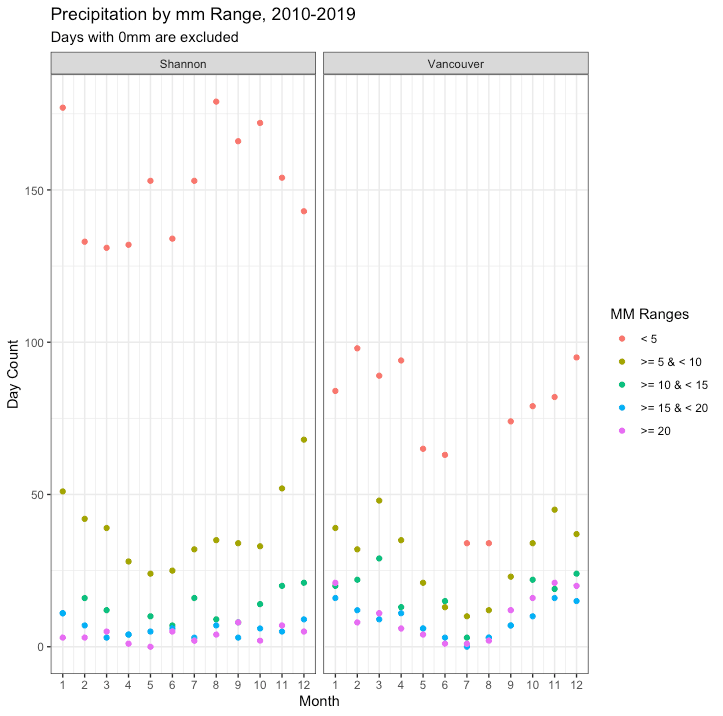 Precipitation by mm Range, 2010-2019
Days with 0mm are excluded
Shannon
Vancouver
150
100
50
0
Day Count
1 2 3 4 5 6 7 8 9 10 11 12
1 2 3 4 5 6 7 8 9 10 11 12
Month
MM Ranges
< 5
>= 5 & < 10
>= 10 & < 15
>= 15 & < 20
>= 20